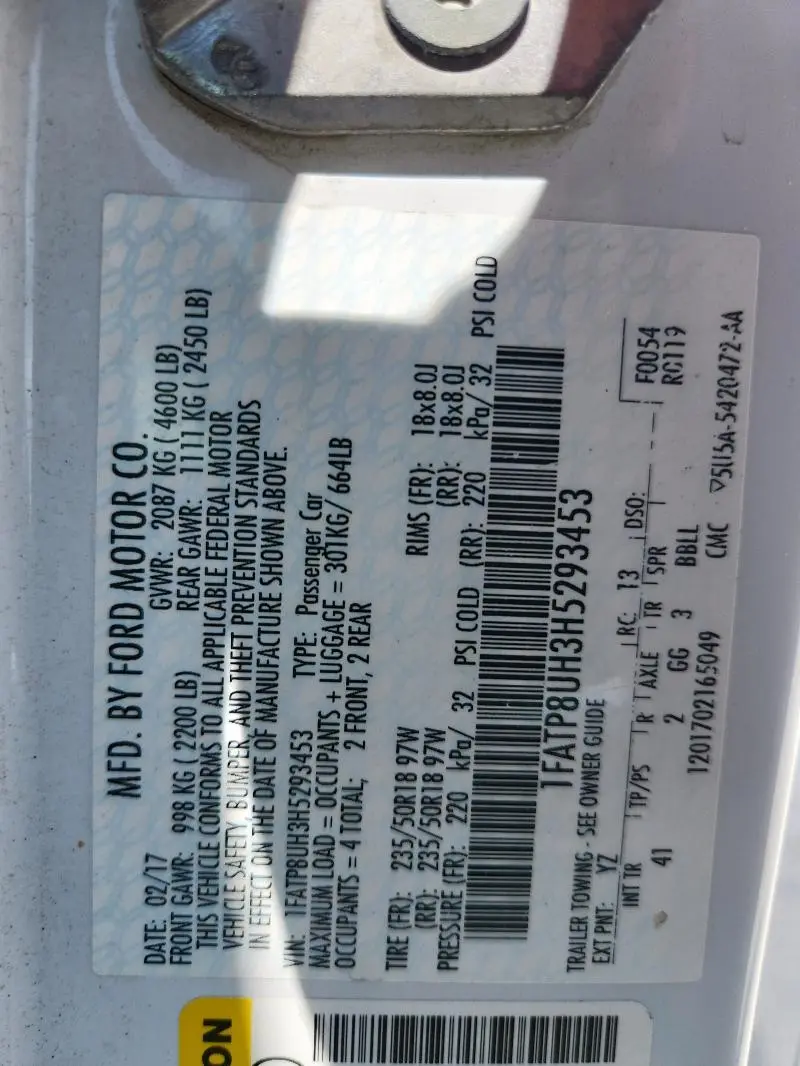 MFD. BY FORD MOTOR CO.
DATE: 02/17 GVWR: 2087 KG ( 4600 LB)
FRONT GAWR: 998 KG ( 2200 LB) REAR GAWR: 1111 KG ( 2450 LB)
THIS VEHICLE CONFORMS TO ALL APPLICABLE FEDERAL MOTOR
VEHICLE SAFETY, BUMPER, AND THEFT PREVENTION STANDARDS
IN EFFECT ON THE DATE OF MANUFACTURE SHOWN ABOVE.
VIN: 1FATP8UH3H5293453 TYPE: Passenger Car
MAXIMUM LOAD = OCCUPANTS + LUGGAGE = 301KG/ 664LB
OCCUPANTS = 4 TOTAL; 2 FRONT, 2 REAR
TIRE (FR): 235/50R18 97W RIMS (FR): 18x8.0J
(RR): 235/50R18 97W (RR): 18x8.0J
PRESSURE (FR): 220 kPa/ 32 PSI COLD (RR): 220 kPa/ 32 PSI COLD
1FATP8UH3H5293453
TRAILER TOWING - SEE OWNER GUIDE
EXT PNT: YZ RC: 13 DSO: F0054
INT TR TP/PS R AXLE TR SPR RG119
41 2 GG 3 BBLL
1201702165049 CMC 5U5A-5420472-AA
ON